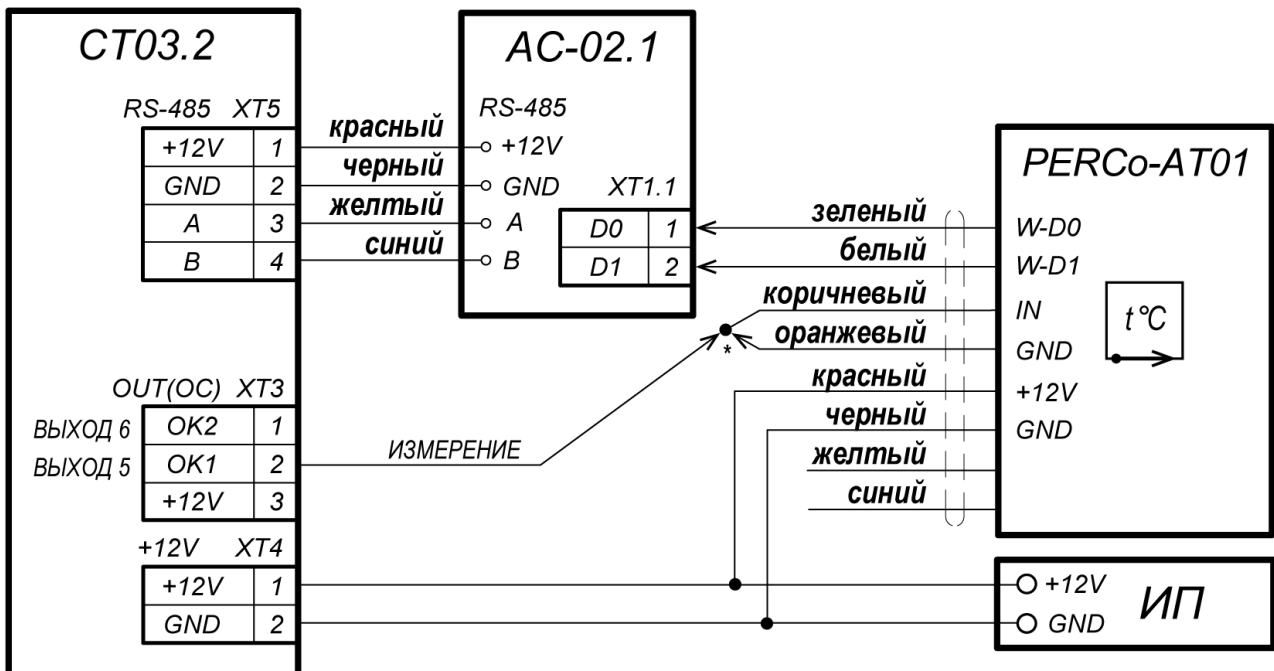 CT03.2
RS-485 XT5
+12V 1
GND 2
A 3
B 4
красный
черный
желтый
синий
AC-02.1
RS-485
+12V
GND
A
B
XT1.1
D0 1
D1 2
зеленый
белый
коричневый
оранжевый
*
красный
черный
желтый
синий
PERCo-AT01
W-D0
W-D1
IN
GND
+12V
GND
t°C
OUT(OC) XT3
ВЫХОД 6 OK2 1
ВЫХОД 5 OK1 2
+12V 3
ИЗМЕРЕНИЕ
+12V XT4
+12V 1
GND 2
+12V
GND
ИП